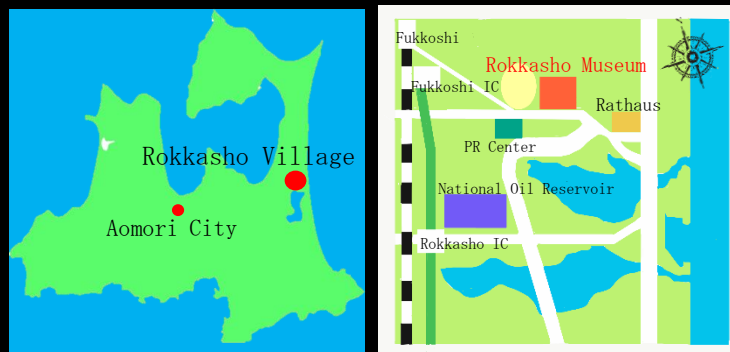 Rokkasho Village
Aomori City
Fukkoshi
Rokkasho Museum
Fukkoshi IC
Rathaus
PR Center
National Oil Reservoir
Rokkasho IC